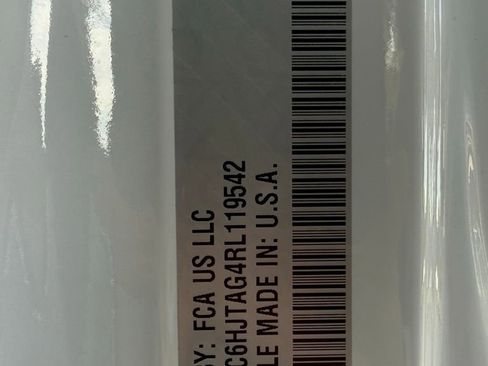 BY: FCA US LLC
C6HJTAG4RL119542
LE MADE IN: U.S.A.